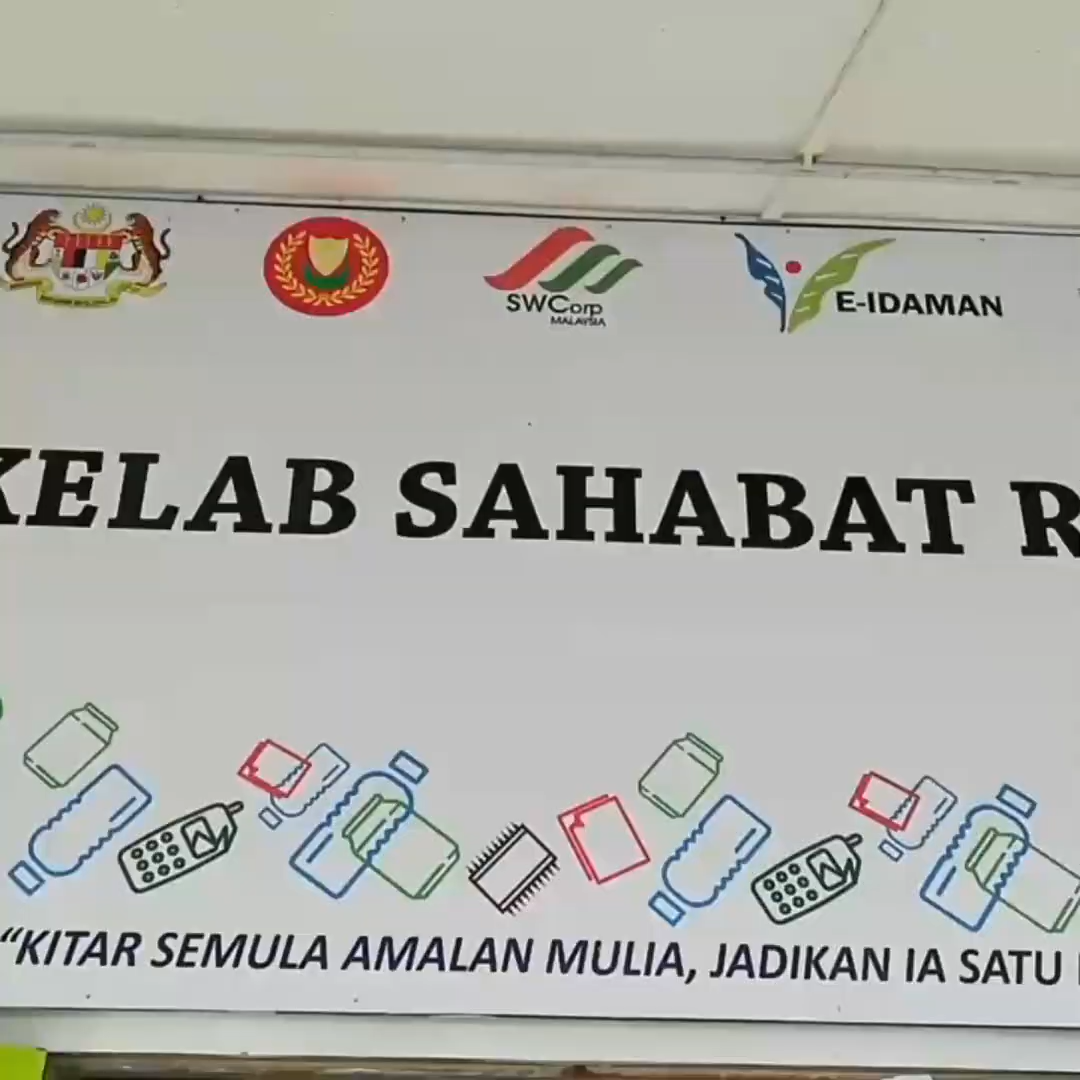 SWCorp
MALAYSIA
E-IDAMAN
KELAB SAHABAT R
“KITAR SEMULA AMALAN MULIA, JADIKAN IA SATU